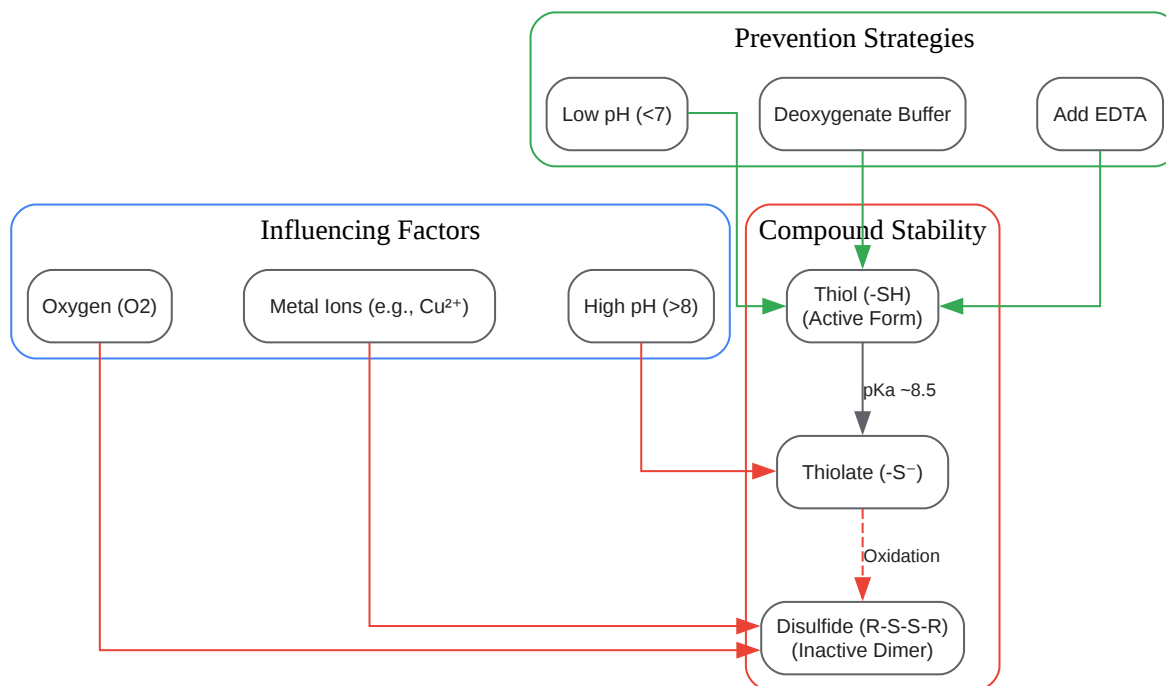 Prevention Strategies
Low pH (<7)
Deoxygenate Buffer
Add EDTA
Influencing Factors
Oxygen (O2)
Metal Ions (e.g., Cu²⁺)
High pH (>8)
Compound Stability
Thiol (-SH)
(Active Form)
pKa ~8.5
Thiolate (-S⁻)
Oxidation
Disulfide (R-S-S-R)
(Inactive Dimer)